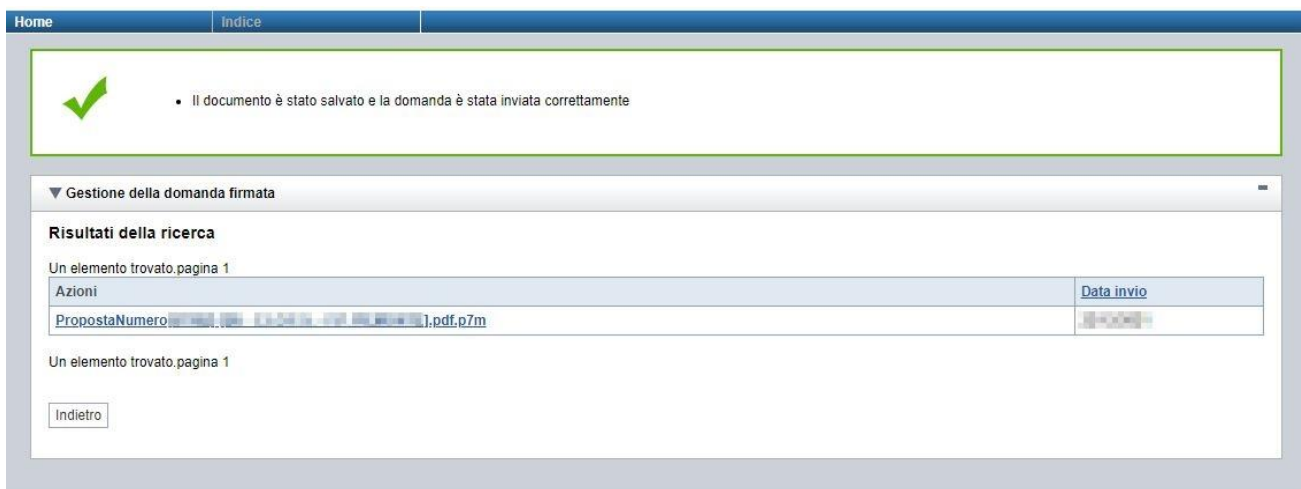 Home Indice
Il documento è stato salvato e la domanda è stata inviata correttamente
Gestione della domanda firmata
Risultati della ricerca
Un elemento trovato.pagina 1
Azioni Data invio
PropostaNumero ].pdf.p7m
Un elemento trovato.pagina 1
Indietro